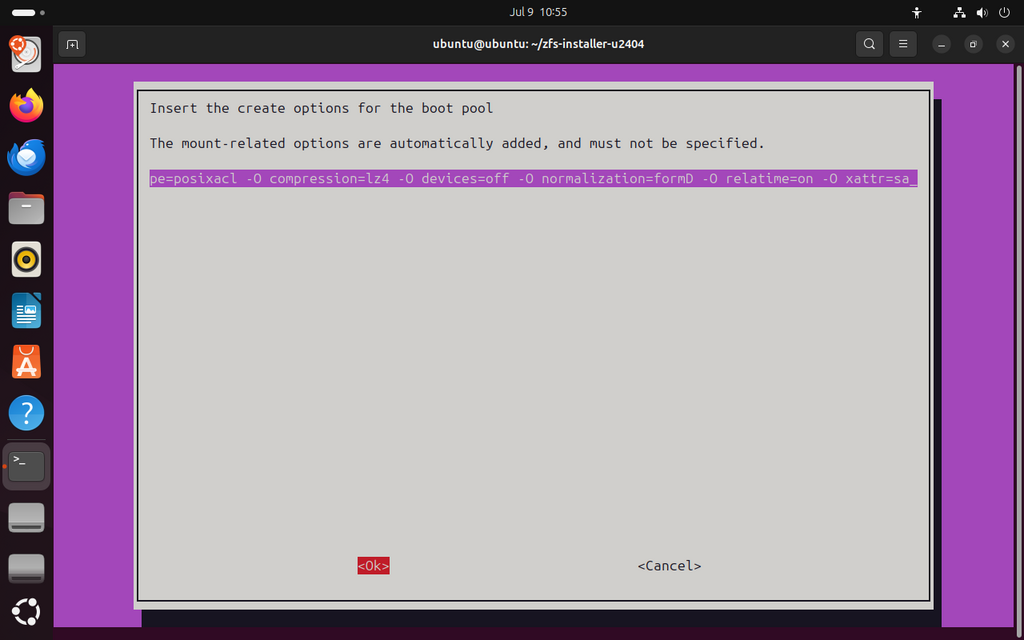 Jul 9 10:55
ubuntu@ubuntu: ~/zfs-installer-u2404
Insert the create options for the boot pool
The mount-related options are automatically added, and must not be specified.
pe=posixacl -O compression=lz4 -O devices=off -O normalization=formD -O relatime=on -O xattr=sa_
<Ok> <Cancel>